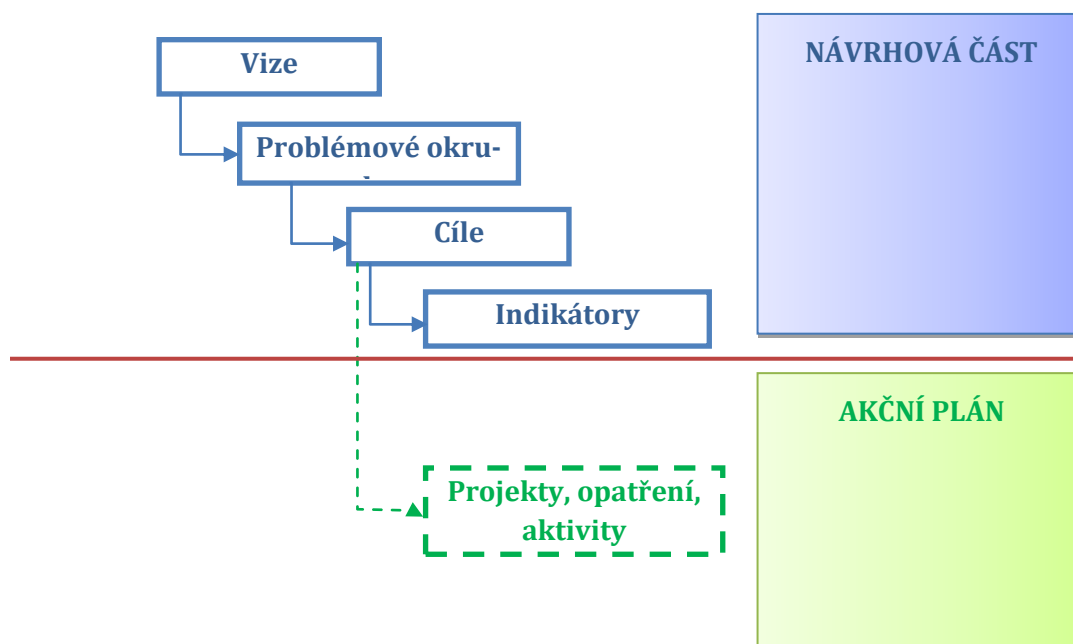 Vize
NÁVRHOVÁ ČÁST
Problémové okru-
Cíle
Indikátory
AKČNÍ PLÁN
Projekty, opatření,
aktivity